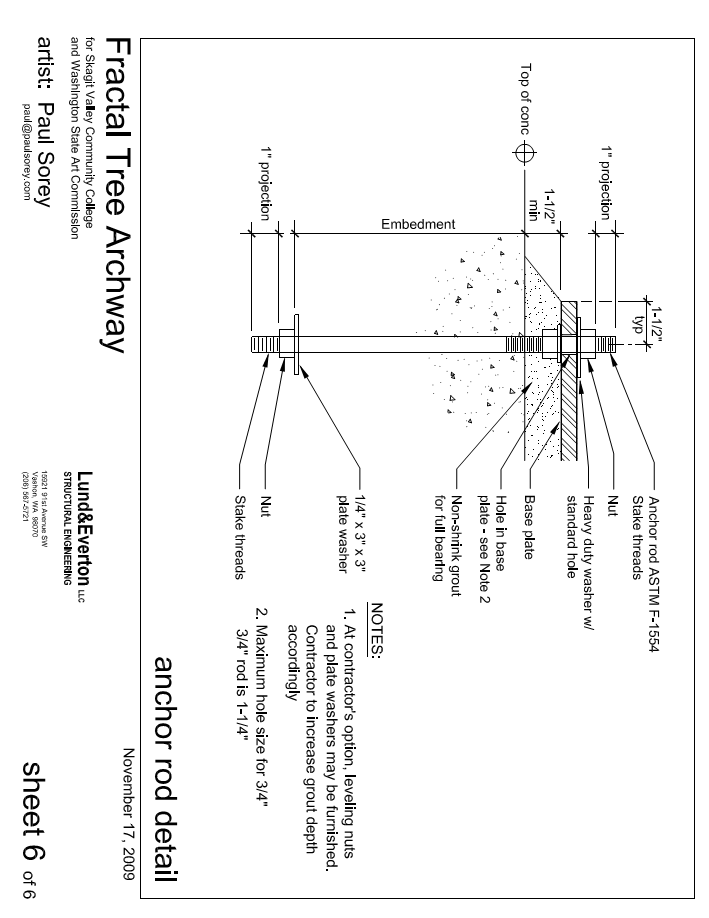 1" projection
1-1/2"
min
Top of conc
Embedment
1" projection
1-1/2"
typ
Anchor rod ASTM F-1554
Stake threads
Nut
Heavy duty washer w/
standard hole
Base plate
Hole in base
plate - see Note 2
Non-shrink grout
for full bearing
1/4" x 3" x 3"
plate washer
Nut
Stake threads
NOTES:
1. At contractor's option, leveling nuts
and plate washers may be furnished.
Contractor to increase grout depth
accordingly
2. Maximum hole size for 3/4"
3/4" rod is 1-1/4"
anchor rod detail
Fractal Tree Archway
for Skagit Valley Community College
and Washington State Art Commission
artist: Paul Sorey
paul@paulsorey.com
Lund&Everton LLC
STRUCTURAL ENGINEERING
15921 91st Avenue SW
Vashon, WA 98070
(206) 567-5721
November 17, 2009
sheet 6 of 6